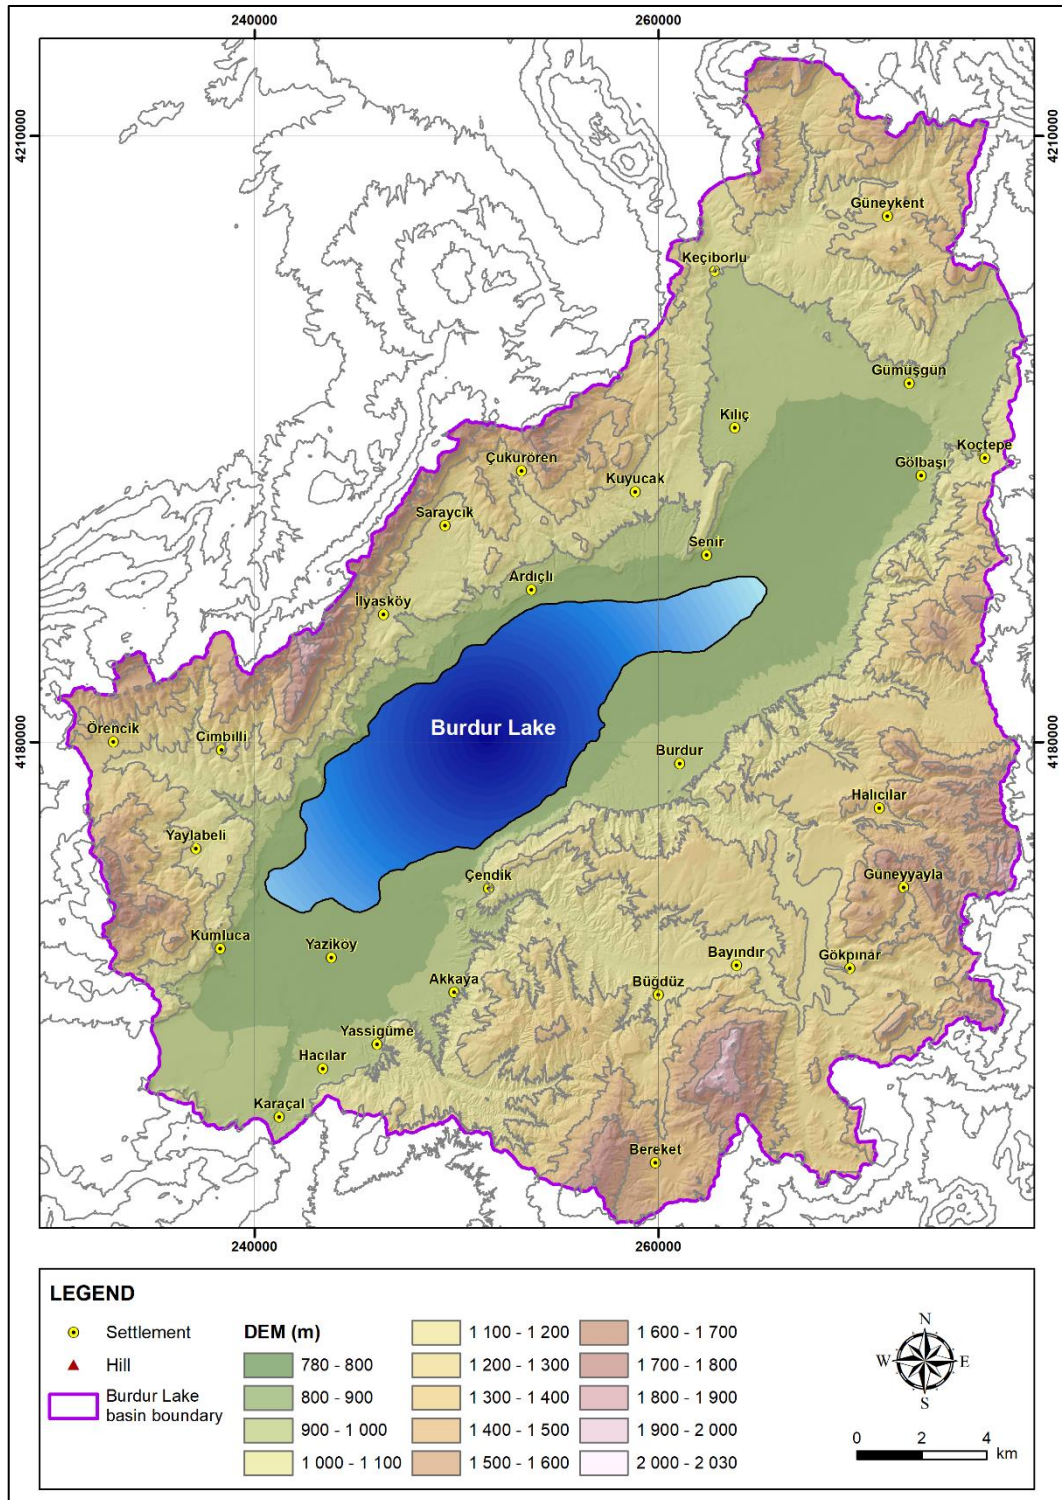 240000
260000
4210000
4210000
Güneykent
Keçiborlu
Gümüşgün
Kılıç
Koçtepe
Çukurören
Gölbaşı
Kuyucak
Saraycık
Senir
Ardıçlı
İlyasköy
Örencik
Cimbilli
Burdur Lake
Burdur
4180000
4180000
Halıcılar
Yaylabeli
Çendik
Güneyyayla
Kumluca
Yaziköy
Bayındır
Gökpınar
Akkaya
Büğdüz
Yassigüme
Hacılar
Karaçal
Bereket
240000
260000
LEGEND
Settlement
Hill
Burdur Lake
basin boundary
DEM (m)
780 - 800
800 - 900
900 - 1 000
1 000 - 1 100
1 100 - 1 200
1 200 - 1 300
1 300 - 1 400
1 400 - 1 500
1 500 - 1 600
1 600 - 1 700
1 700 - 1 800
1 800 - 1 900
1 900 - 2 000
2 000 - 2 030
N
W E
S
0 2 4
km